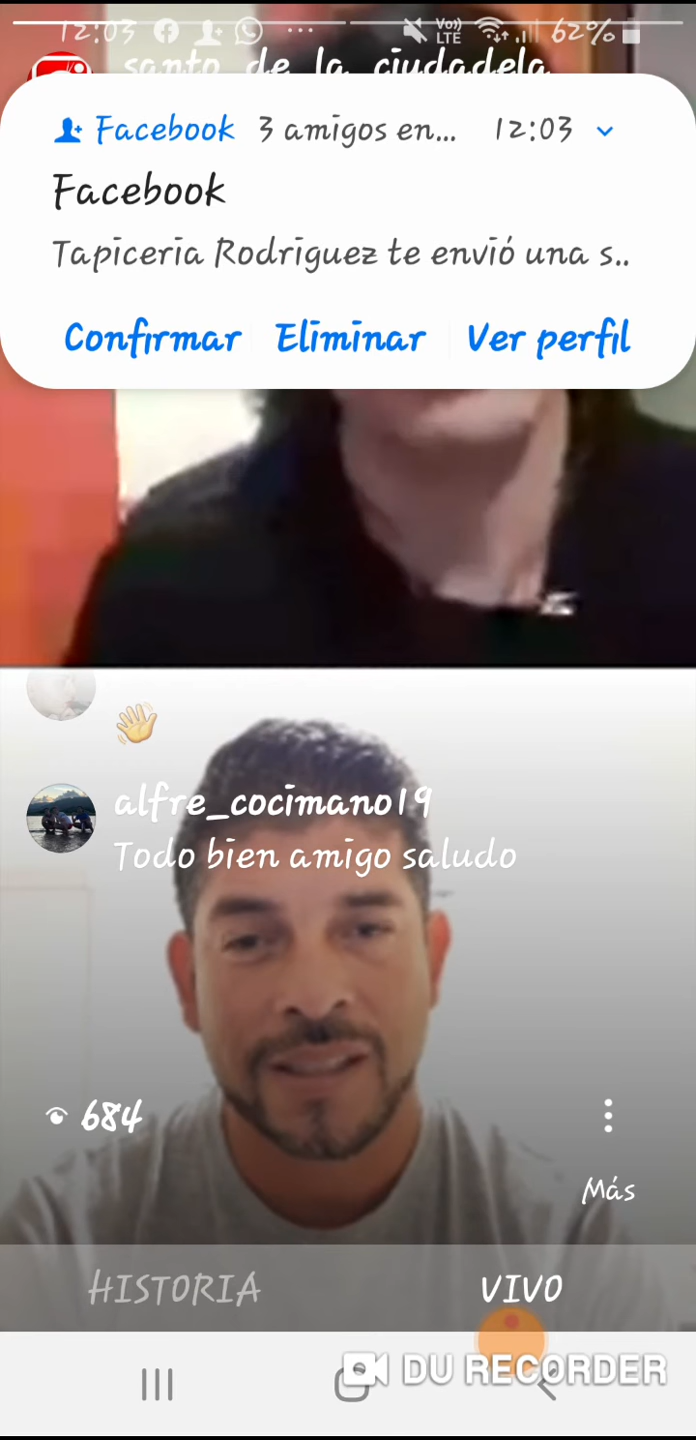 12:03 ... Vo)) LTE 62%
santo de la ciudadela
Facebook 3 amigos en... 12:03
Facebook
Tapiceria Rodriguez te envió una s..
Confirmar Eliminar Ver perfil
alfre_cocimano19
Todo bien amigo saludo
684
Más
HISTORIA VIVO
DU RECORDER